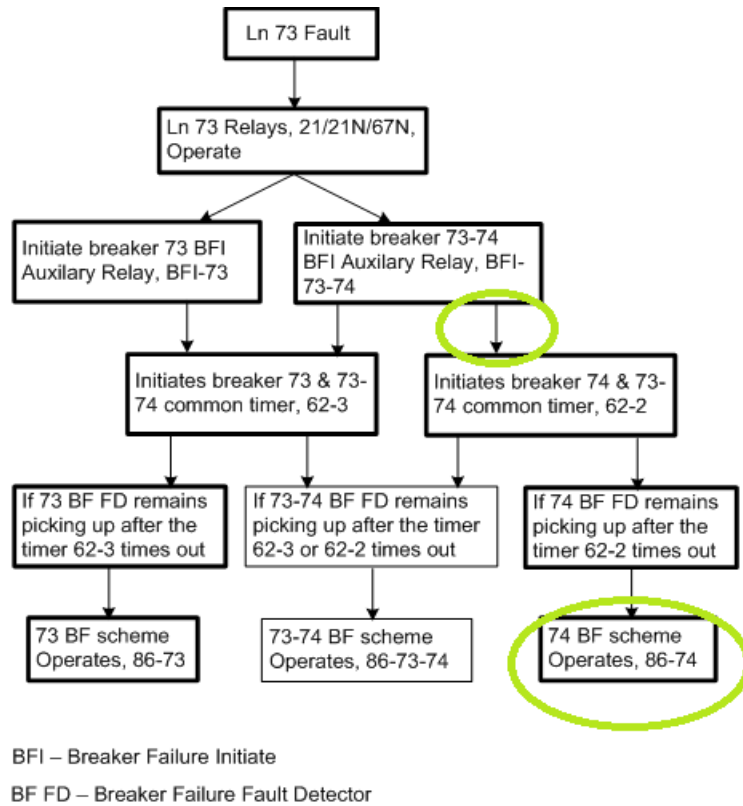 Ln 73 Fault
Ln 73 Relays, 21/21N/67N,
Operate
Initiate breaker 73 BFI
Auxilary Relay, BFI-73
Initiate breaker 73-74
BFI Auxilary Relay, BFI-
73-74
Initiates breaker 73 & 73-
74 common timer, 62-3
Initiates breaker 74 & 73-
74 common timer, 62-2
If 73 BF FD remains
picking up after the
timer 62-3 times out
If 73-74 BF FD remains
picking up after the timer
62-3 or 62-2 times out
If 74 BF FD remains
picking up after the
timer 62-2 times out
73 BF scheme
Operates, 86-73
73-74 BF scheme
Operates, 86-73-74
74 BF scheme
Operates, 86-74
BFI – Breaker Failure Initiate
BF FD – Breaker Failure Fault Detector